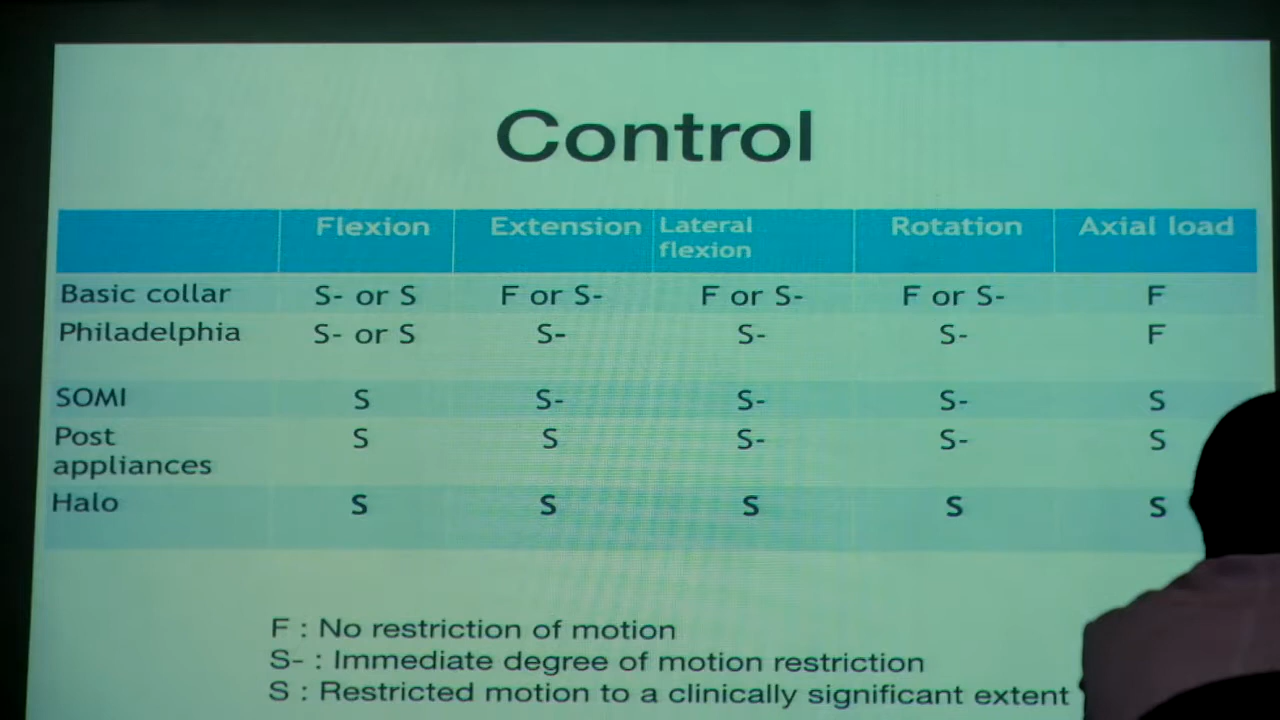 Control
Flexion Extension Lateral flexion Rotation Axial load
Basic collar S- or S F or S- F or S- F or S- F
Philadelphia S- or S S- S- S- F
SOMI S S- S- S- S
Post appliances S S S- S- S
Halo S S S S S
F : No restriction of motion
S- : Immediate degree of motion restriction
S : Restricted motion to a clinically significant extent